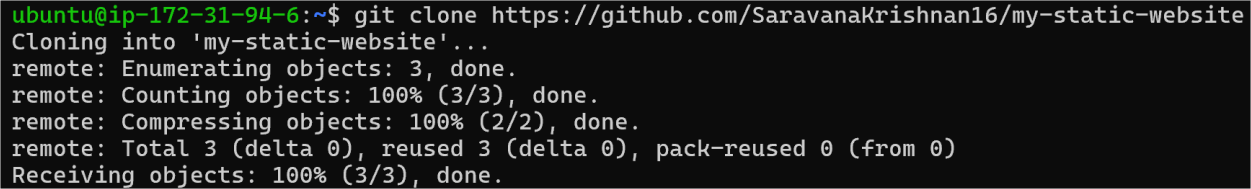 ubuntu@ip-172-31-94-6:~$ git clone https://github.com/SaravanaKrishnan16/my-static-website
Cloning into 'my-static-website'...
remote: Enumerating objects: 3, done.
remote: Counting objects: 100% (3/3), done.
remote: Compressing objects: 100% (2/2), done.
remote: Total 3 (delta 0), reused 3 (delta 0), pack-reused 0 (from 0)
Receiving objects: 100% (3/3), done.